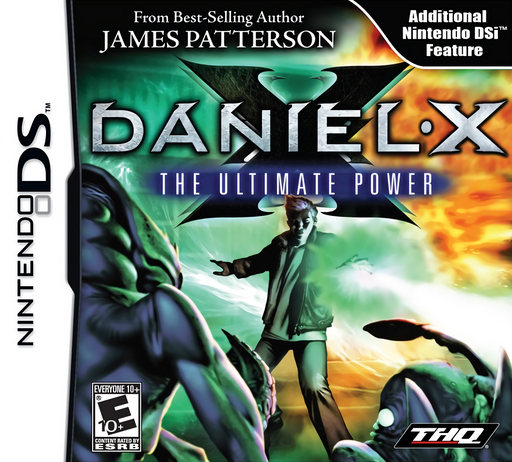 From Best-Selling Author
JAMES PATTERSON
Additional
Nintendo DSi™
Feature
NINTENDO DS™
DANIEL·X
THE ULTIMATE POWER
EVERYONE 10+
E
10+
CONTENT RATED BY
ESRB
THQ